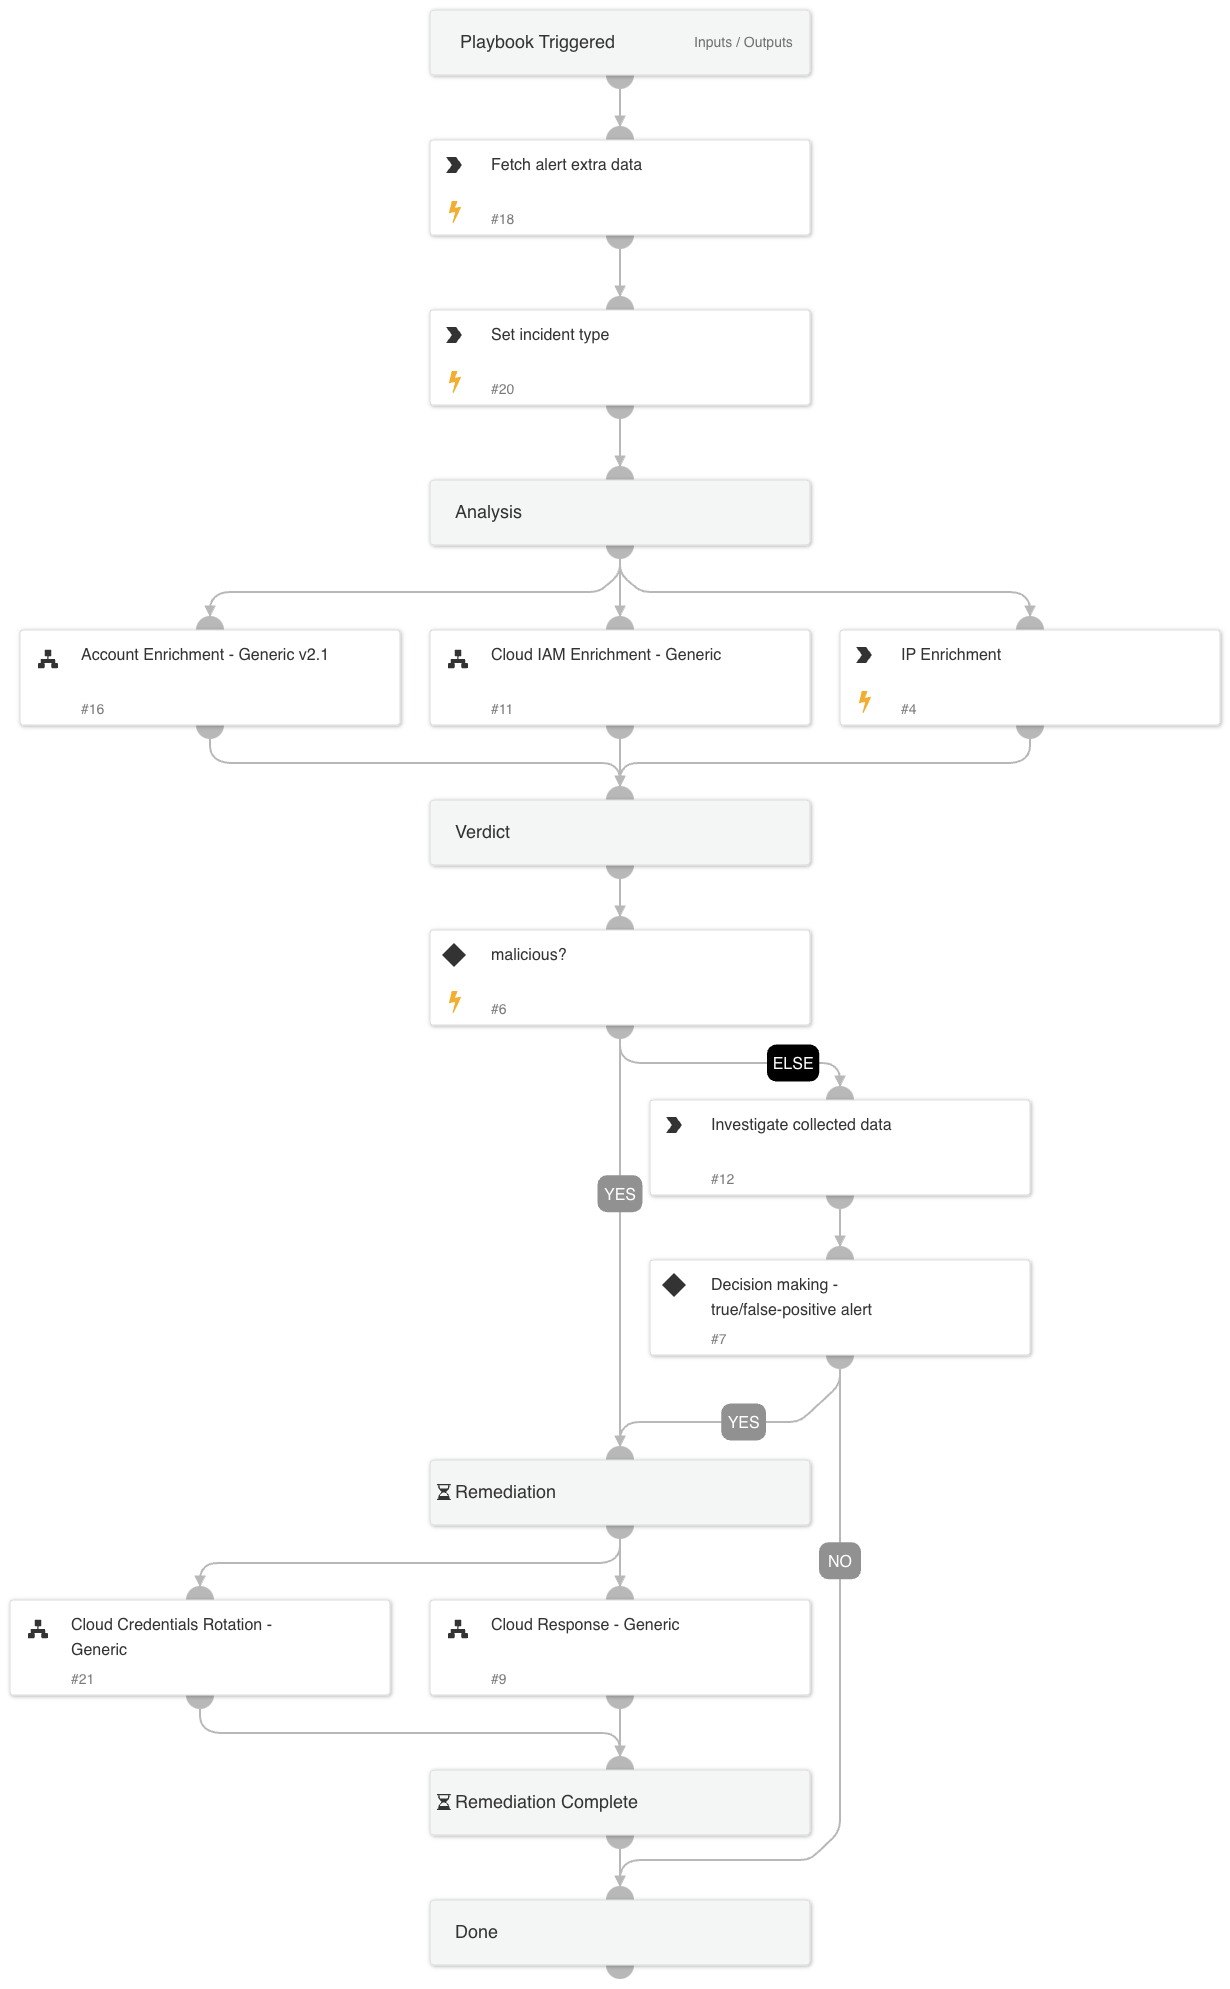 Playbook Triggered
Inputs / Outputs
Fetch alert extra data
#18
Set incident type
#20
Analysis
Account Enrichment - Generic v2.1
#16
Cloud IAM Enrichment - Generic
#11
IP Enrichment
#4
Verdict
malicious?
#6
ELSE
Investigate collected data
#12
YES
Decision making -
true/false-positive alert
#7
YES
Remediation
NO
Cloud Credentials Rotation -
Generic
#21
Cloud Response - Generic
#9
Remediation Complete
Done